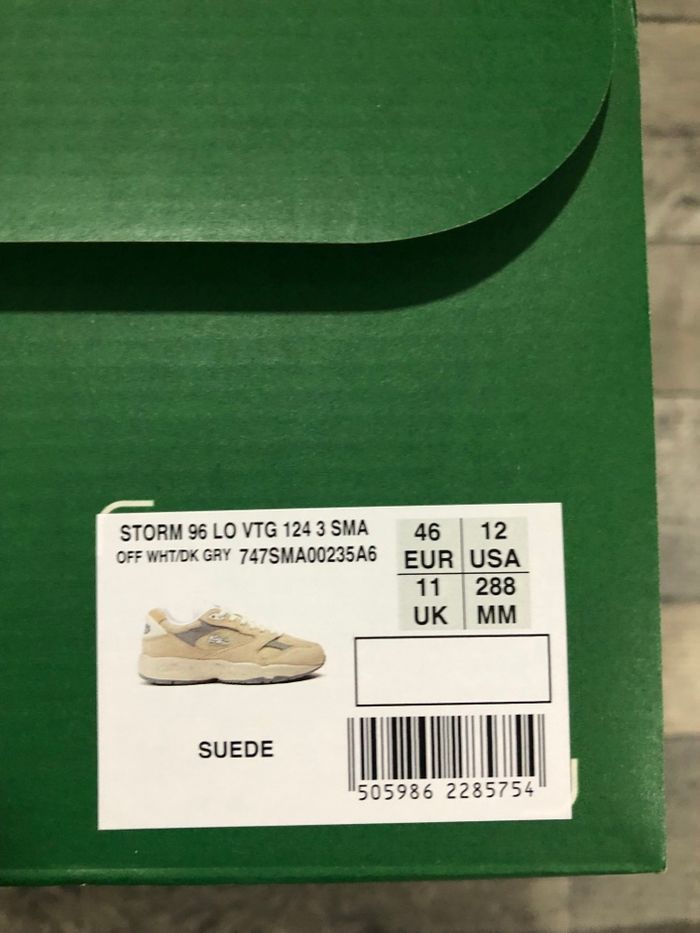 STORM 96 LO VTG 124 3 SMA
OFF WHT/DK GRY 747SMA00235A6
46 12
EUR USA
11 288
UK MM
SUEDE
505986 2285754